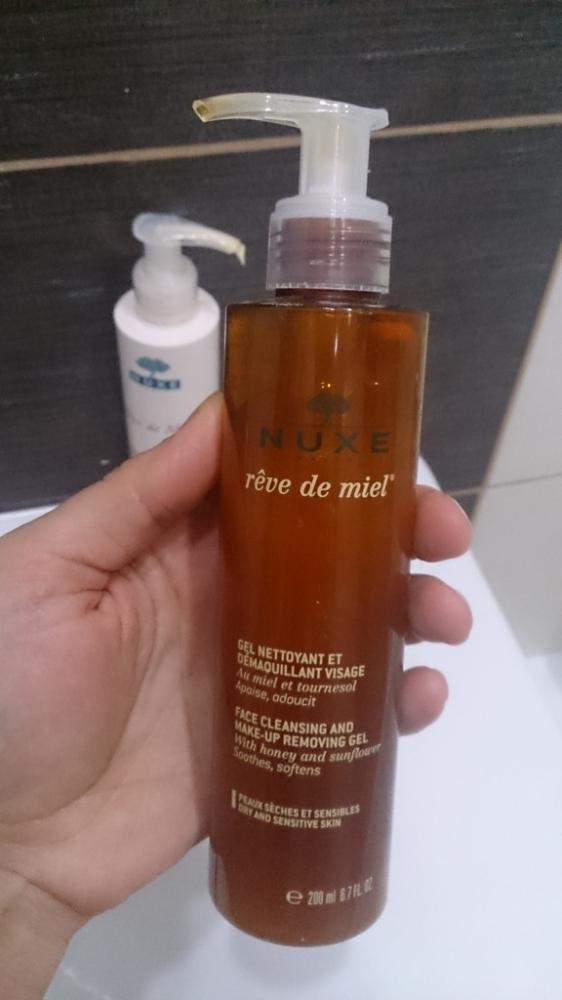 NUXE
rêve de miel®
GEL NETTOYANT ET
DÉMAQUILLANT VISAGE
Au miel et tournesol
Apaise, adoucit
FACE CLEANSING AND
MAKE-UP REMOVING GEL
With honey and sunflower
Soothes, softens
PEAUX SÈCHES ET SENSIBLES
DRY AND SENSITIVE SKIN
℮ 200 ml 6.7 FL. OZ
NUXE